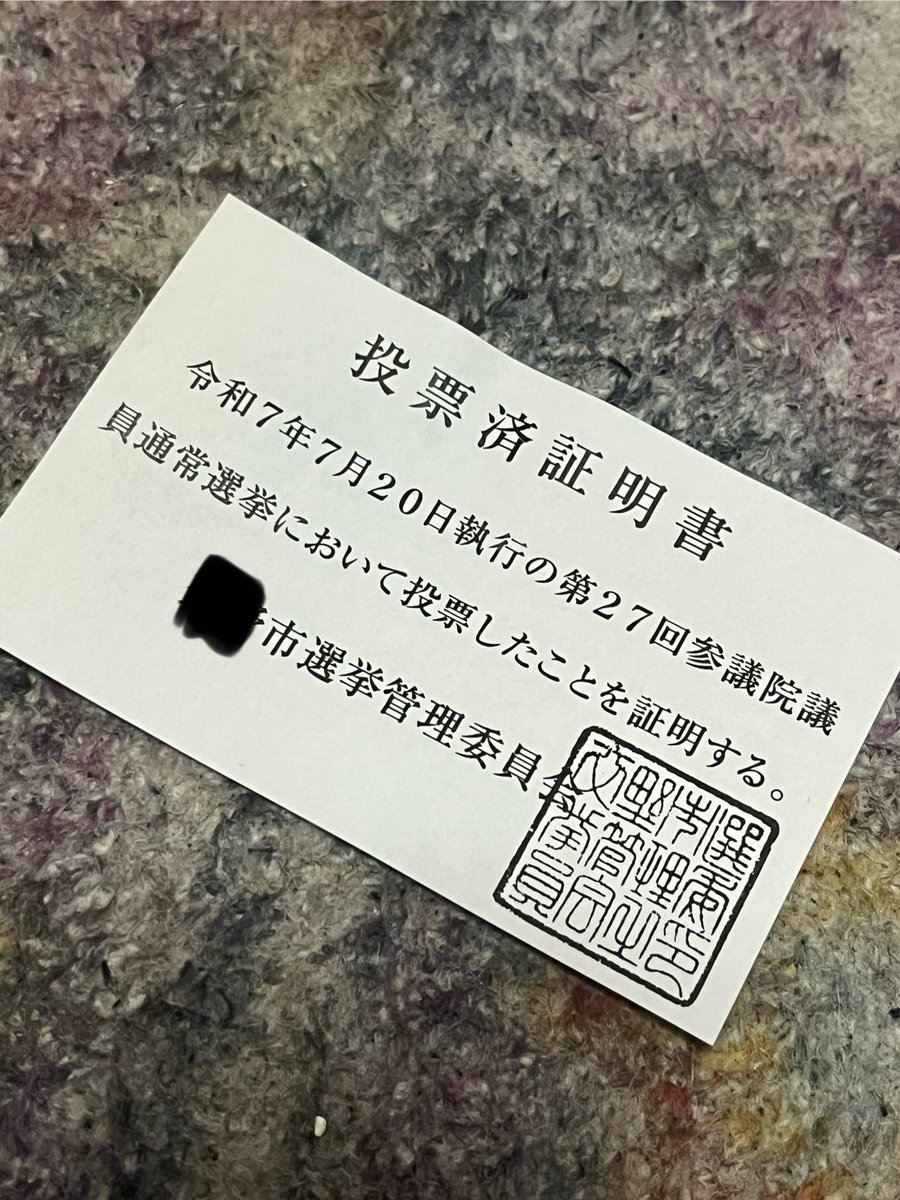 投票済証明書
令和7年7月20日執行の第27回参議院議
員通常選挙において投票したことを証明する。
市選挙管理委員会